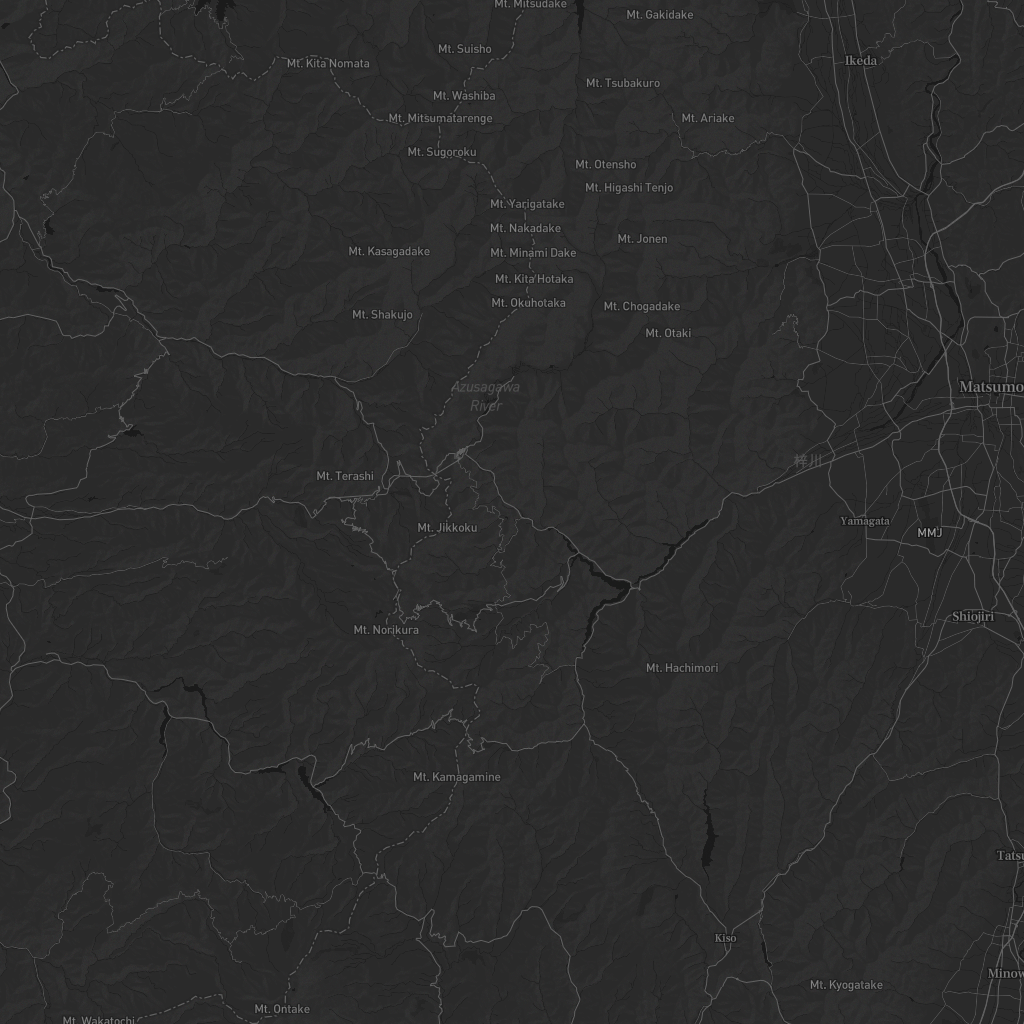 Mt. Mitsudake
Mt. Gakidake
Mt. Suisho
Mt. Kita Nomata
Ikeda
Mt. Tsubakuro
Mt. Washiba
Mt. Mitsumatarenge
Mt. Ariake
Mt. Sugoroku
Mt. Otensho
Mt. Higashi Tenjo
Mt. Yarigatake
Mt. Nakadake
Mt. Jonen
Mt. Kasagadake
Mt. Minami Dake
Mt. Kita Hotaka
Mt. Okuhotaka
Mt. Chogadake
Mt. Shakujo
Mt. Otaki
Azusagawa
River
Matsumo
梓川
Mt. Terashi
Yamagata
Mt. Jikkoku
MMJ
Shiojiri
Mt. Norikura
Mt. Hachimori
Mt. Kamagamine
Tatsu
Kiso
Minow
Mt. Kyogatake
Mt. Ontake
Mt. Wakatochi